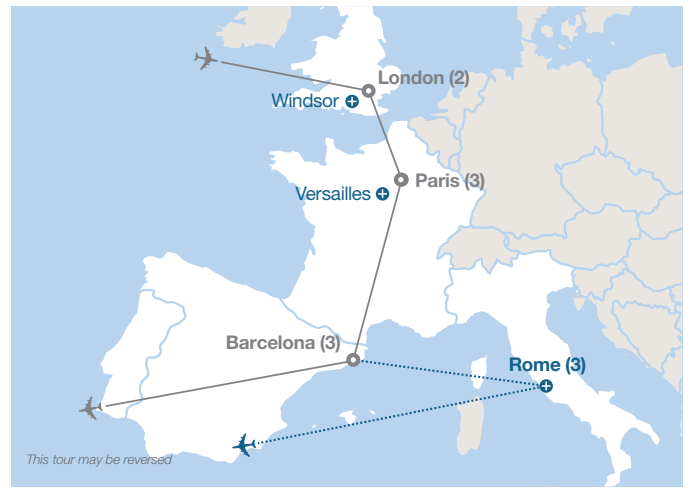 London (2)
Windsor
Paris (3)
Versailles
Barcelona (3)
Rome (3)
This tour may be reversed